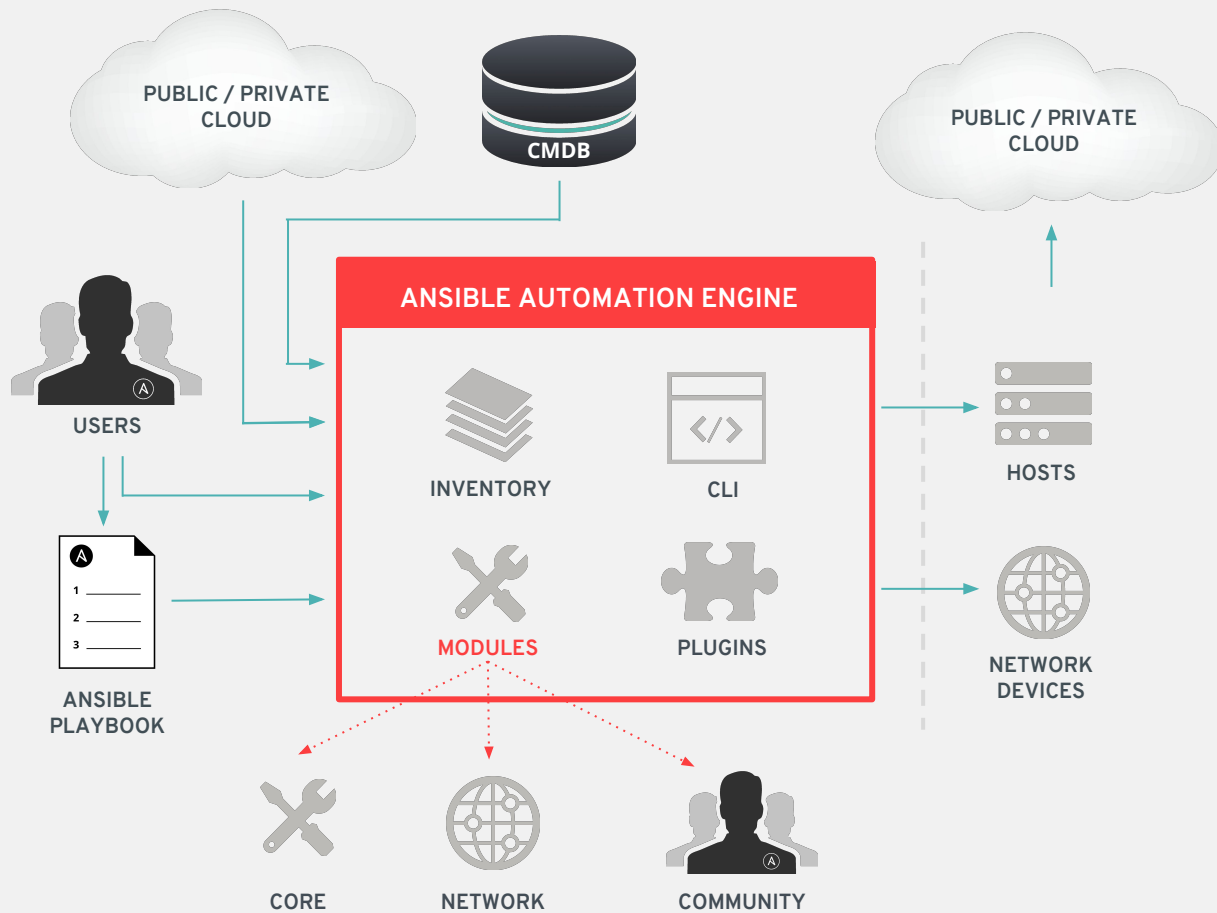 PUBLIC / PRIVATE
CLOUD
CMDB
PUBLIC / PRIVATE
CLOUD
ANSIBLE AUTOMATION ENGINE
USERS
INVENTORY
CLI
HOSTS
1
2
3
MODULES
PLUGINS
NETWORK
DEVICES
ANSIBLE
PLAYBOOK
CORE
NETWORK
COMMUNITY